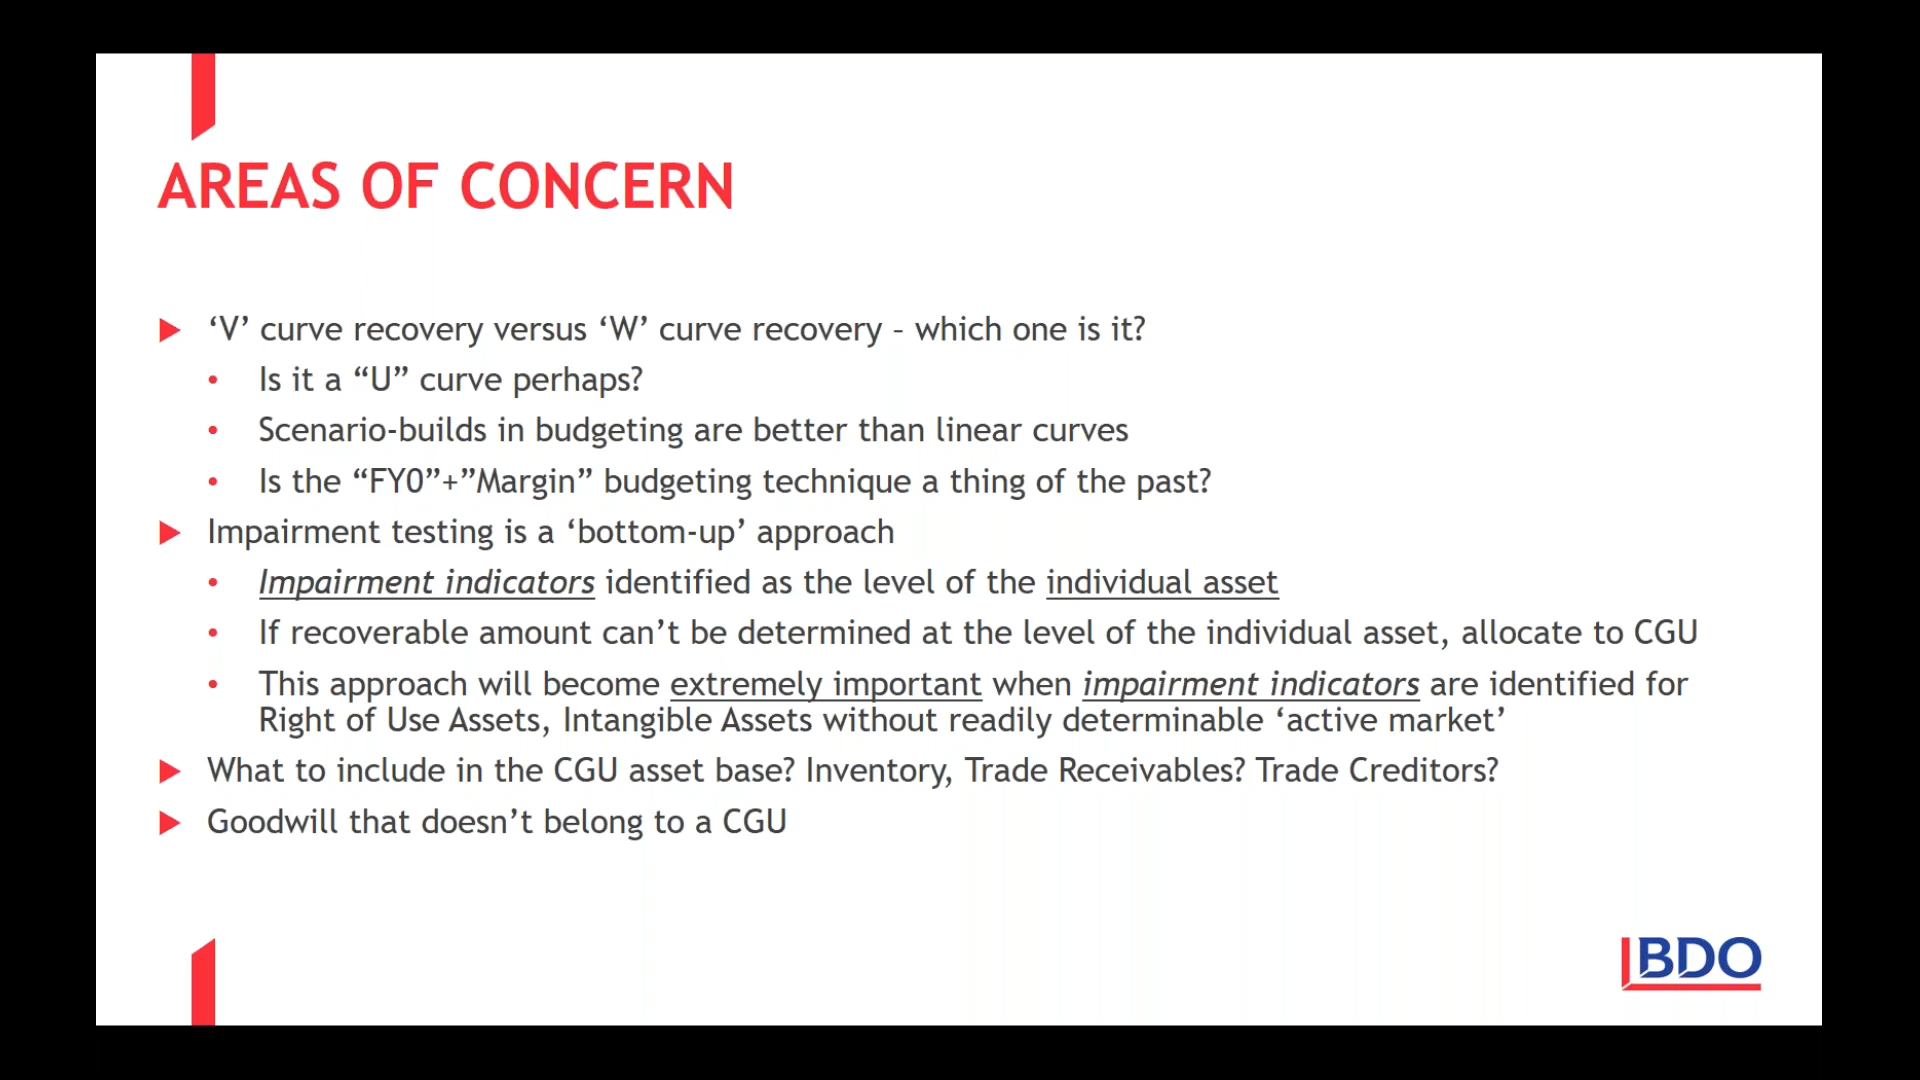 AREAS OF CONCERN
‘V’ curve recovery versus ‘W’ curve recovery – which one is it?
Is it a “U” curve perhaps?
Scenario-builds in budgeting are better than linear curves
Is the “FY0”+”Margin” budgeting technique a thing of the past?
Impairment testing is a ‘bottom-up’ approach
Impairment indicators identified as the level of the individual asset
If recoverable amount can’t be determined at the level of the individual asset, allocate to CGU
This approach will become extremely important when impairment indicators are identified for
Right of Use Assets, Intangible Assets without readily determinable ‘active market’
What to include in the CGU asset base? Inventory, Trade Receivables? Trade Creditors?
Goodwill that doesn’t belong to a CGU
BDO